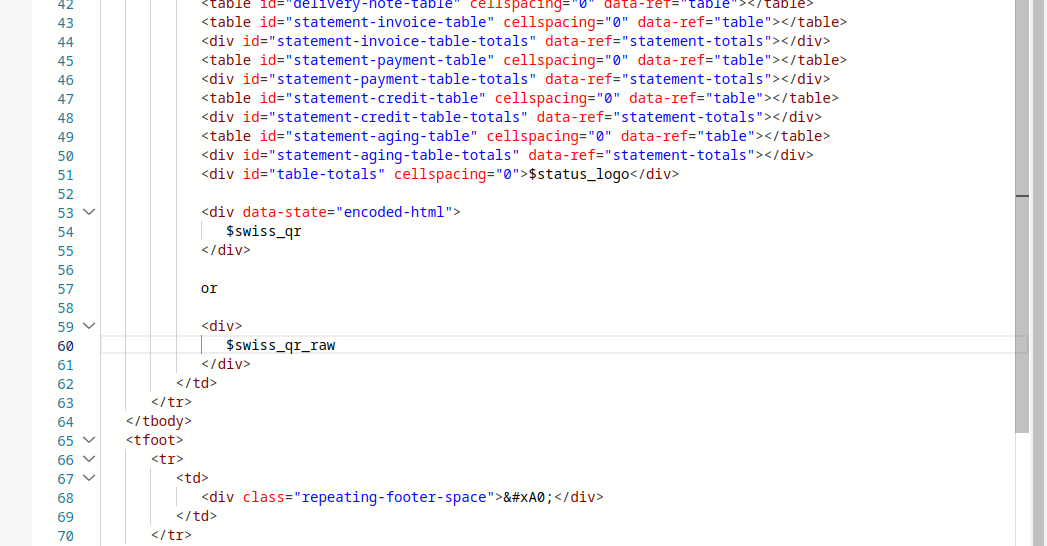 42 <table id="delivery-note-table" cellspacing="0" data-ref="table"></table>
43 <table id="statement-invoice-table" cellspacing="0" data-ref="table"></table>
44 <div id="statement-invoice-table-totals" data-ref="statement-totals"></div>
45 <table id="statement-payment-table" cellspacing="0" data-ref="table"></table>
46 <div id="statement-payment-table-totals" data-ref="statement-totals"></div>
47 <table id="statement-credit-table" cellspacing="0" data-ref="table"></table>
48 <div id="statement-credit-table-totals" data-ref="statement-totals"></div>
49 <table id="statement-aging-table" cellspacing="0" data-ref="table"></table>
50 <div id="statement-aging-table-totals" data-ref="statement-totals"></div>
51 <div id="table-totals" cellspacing="0">$status_logo</div>
52
53 <div data-state="encoded-html">
54 $swiss_qr
55 </div>
56
57 or
58
59 <div>
60 $swiss_qr_raw
61 </div>
62 </td>
63 </tr>
64 </tbody>
65 <tfoot>
66 <tr>
67 <td>
68 <div class="repeating-footer-space">&#xA0;</div>
69 </td>
70 </tr>